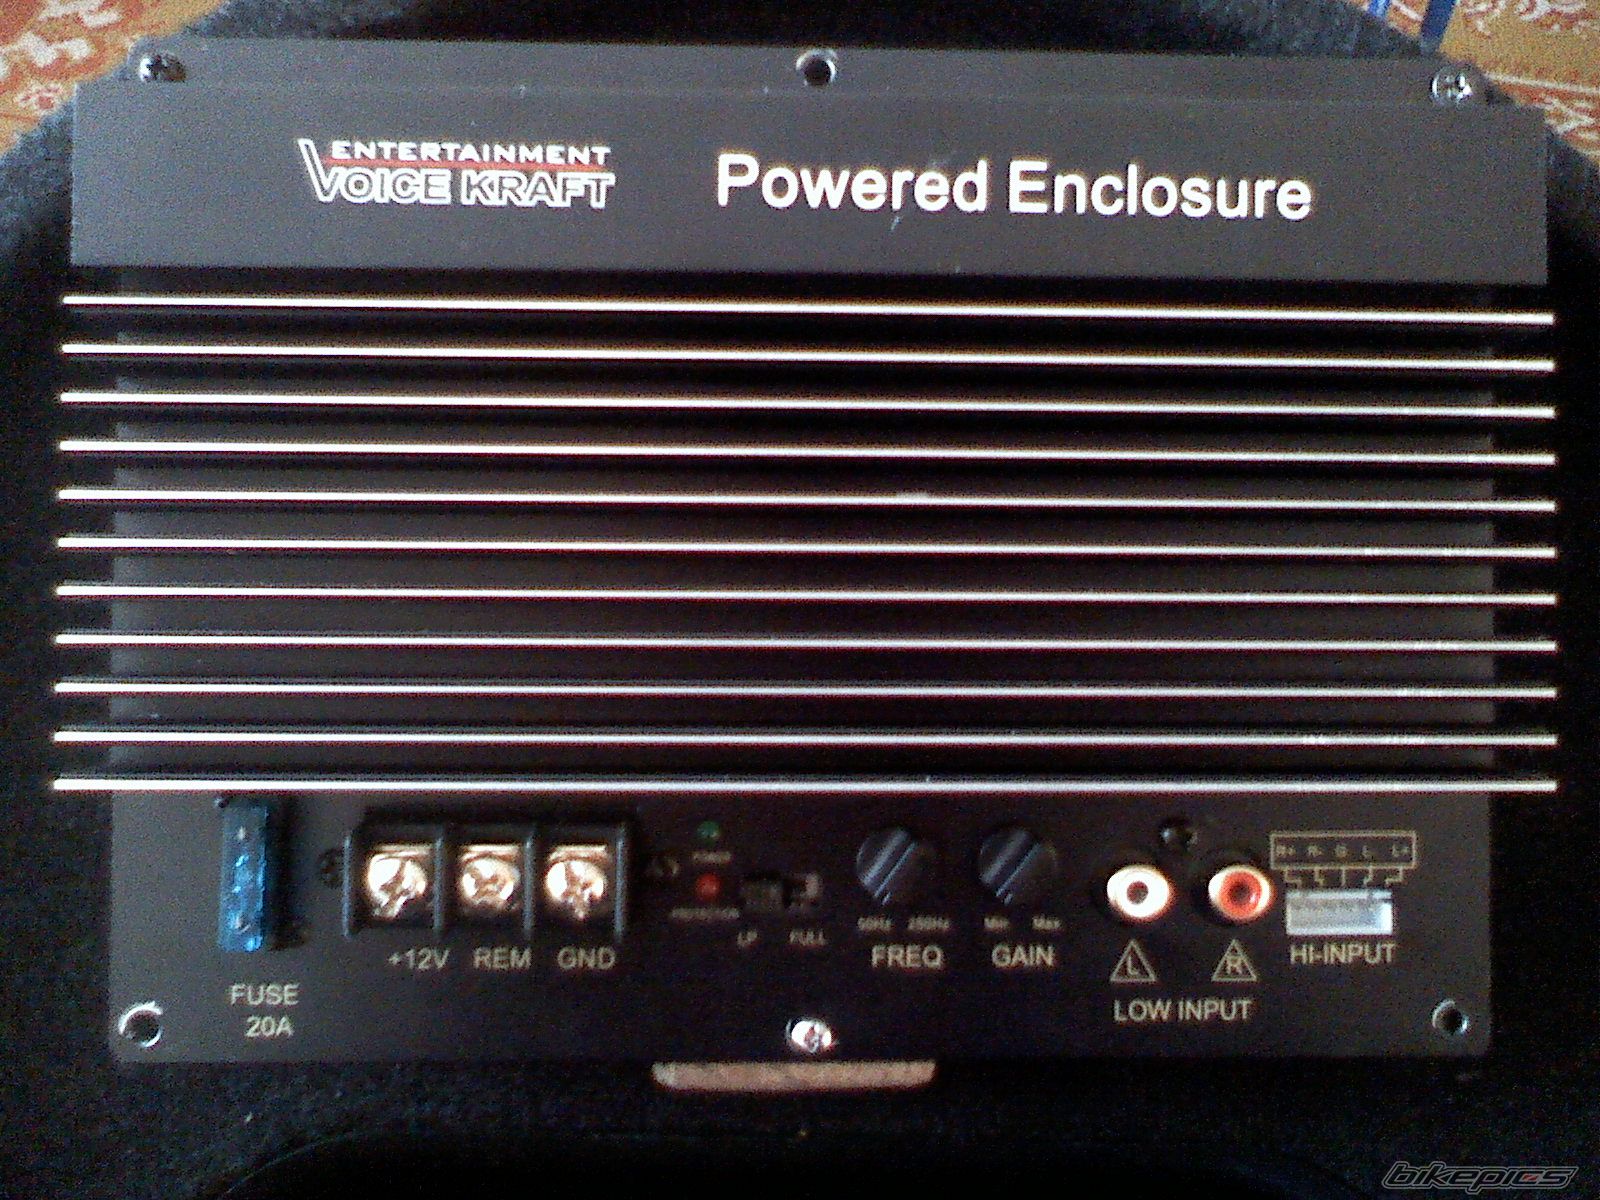 ENTERTAINMENT
VOICE KRAFT
Powered Enclosure
POWER
R+ R- G L- L+
PROTECTION
LP FULL
50Hz 250Hz
Min Max
+12V REM GND
FREQ GAIN
HI-INPUT
L R
FUSE
20A
LOW INPUT
bikepics